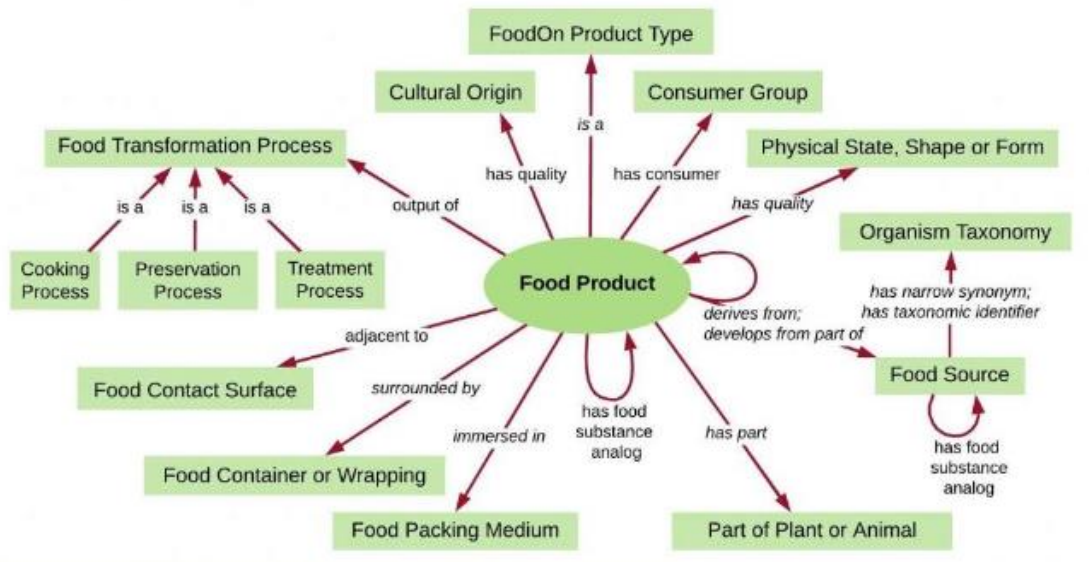 FoodOn Product Type
Cultural Origin
Consumer Group
is a
Food Transformation Process
Physical State, Shape or Form
has quality
has consumer
is a
is a
is a
output of
has quality
Organism Taxonomy
Cooking
Process
Preservation
Process
Treatment
Process
Food Product
has narrow synonym;
has taxonomic identifier
derives from;
develops from part of
adjacent to
Food Source
Food Contact Surface
surrounded by
has food
substance
analog
immersed in
has part
has food
substance
analog
Food Container or Wrapping
Food Packing Medium
Part of Plant or Animal